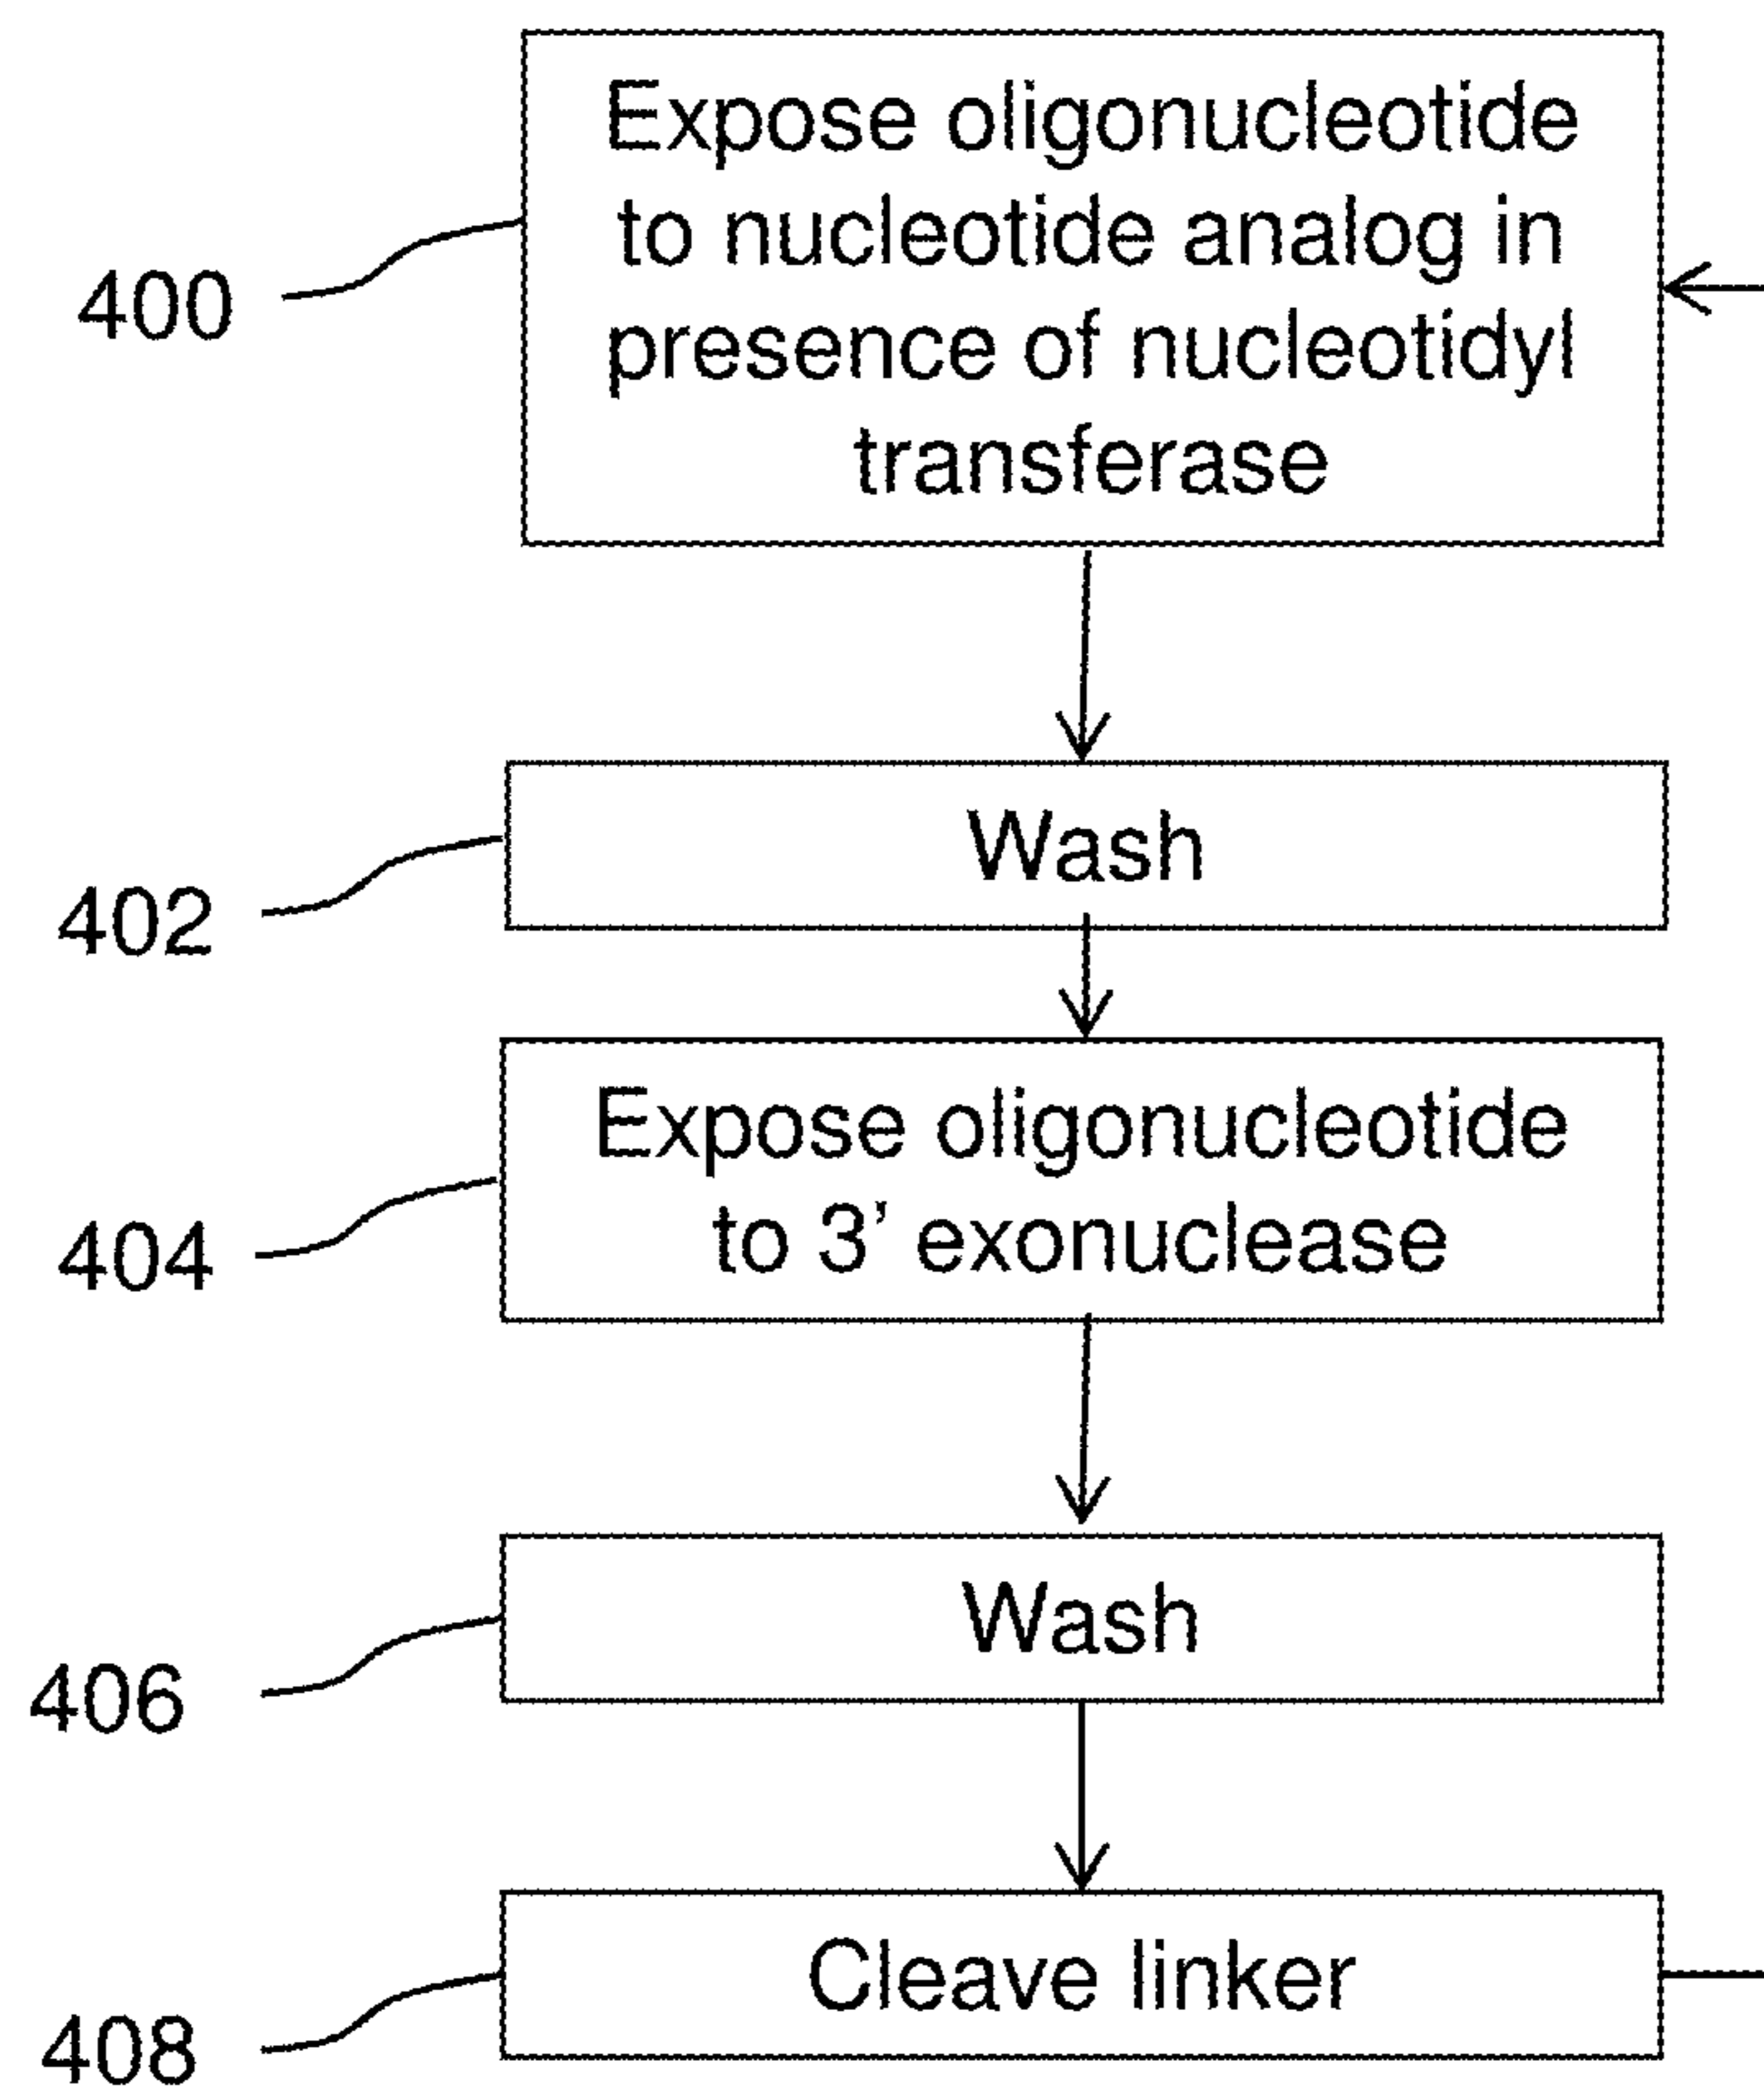 Expose oligonucleotide
to nucleotide analog in
presence of nucleotidyl
transferase
400
Wash
402
Expose oligonucleotide
to 3' exonuclease
404
Wash
406
Cleave linker
408